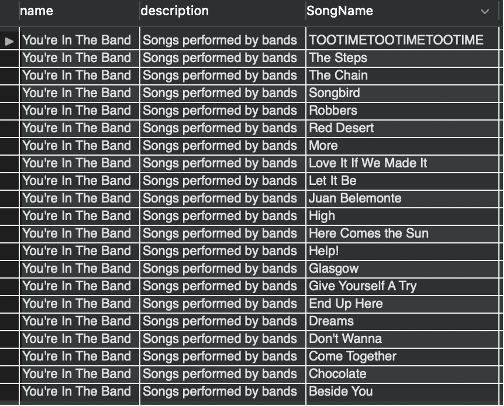 name description SongName
You're In The Band Songs performed by bands TOOTIMETOOTIMETOOTIME
You're In The Band Songs performed by bands The Steps
You're In The Band Songs performed by bands The Chain
You're In The Band Songs performed by bands Songbird
You're In The Band Songs performed by bands Robbers
You're In The Band Songs performed by bands Red Desert
You're In The Band Songs performed by bands More
You're In The Band Songs performed by bands Love It If We Made It
You're In The Band Songs performed by bands Let It Be
You're In The Band Songs performed by bands Juan Belemonte
You're In The Band Songs performed by bands High
You're In The Band Songs performed by bands Here Comes the Sun
You're In The Band Songs performed by bands Help!
You're In The Band Songs performed by bands Glasgow
You're In The Band Songs performed by bands Give Yourself A Try
You're In The Band Songs performed by bands End Up Here
You're In The Band Songs performed by bands Dreams
You're In The Band Songs performed by bands Don't Wanna
You're In The Band Songs performed by bands Come Together
You're In The Band Songs performed by bands Chocolate
You're In The Band Songs performed by bands Beside You